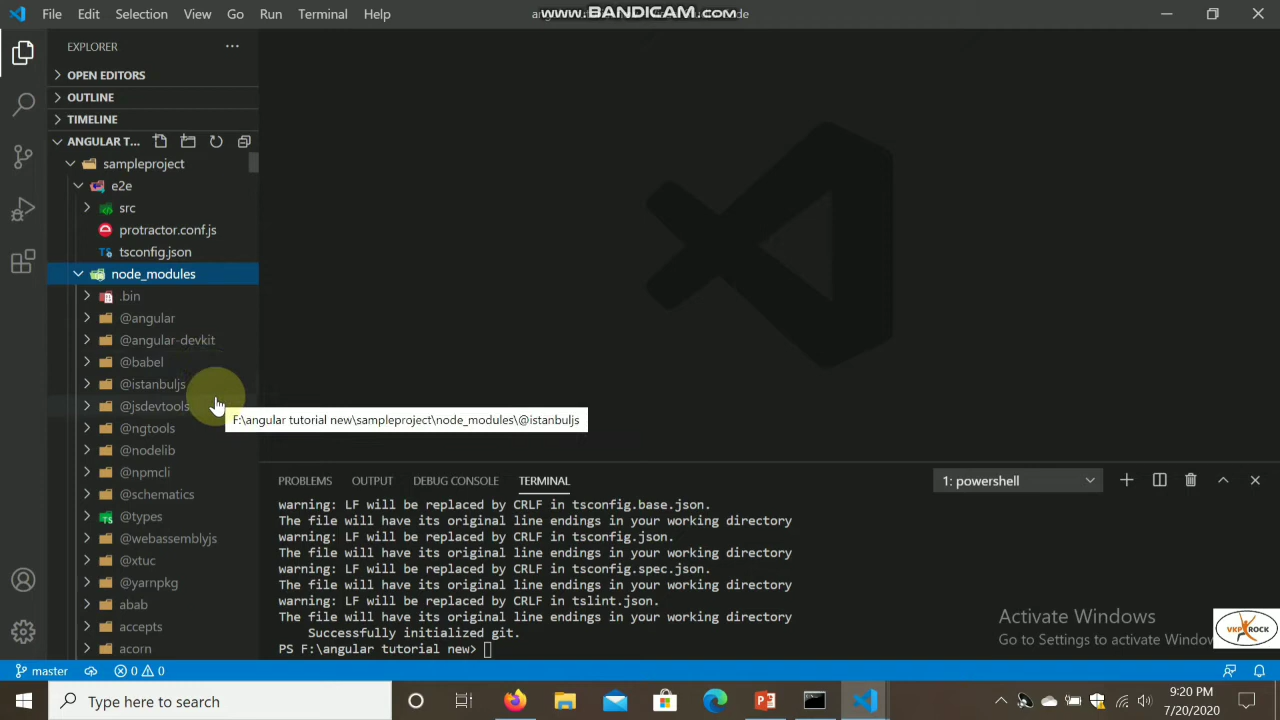 File Edit Selection View Go Run Terminal Help
www.BANDICAM.com
EXPLORER
OPEN EDITORS
OUTLINE
TIMELINE
ANGULAR T...
sampleproject
e2e
src
protractor.conf.js
TS tsconfig.json
node_modules
.bin
@angular
@angular-devkit
@babel
@istanbuljs
@jsdevtools
F:\angular tutorial new\sampleproject\node_modules\@istanbuljs
@ngtools
@nodelib
@npmcli
@schematics
TS @types
@webassemblyjs
@xtuc
@yarnpkg
abab
accepts
acorn
PROBLEMS OUTPUT DEBUG CONSOLE TERMINAL
1: powershell
warning: LF will be replaced by CRLF in tsconfig.base.json.
The file will have its original line endings in your working directory
warning: LF will be replaced by CRLF in tsconfig.json.
The file will have its original line endings in your working directory
warning: LF will be replaced by CRLF in tsconfig.spec.json.
The file will have its original line endings in your working directory
warning: LF will be replaced by CRLF in tslint.json.
The file will have its original line endings in your working directory
Successfully initialized git.
PS F:\angular tutorial new>
Activate Windows
Go to Settings to activate
VKP ROCK
master 0 0
Type here to search
9:20 PM
7/20/2020